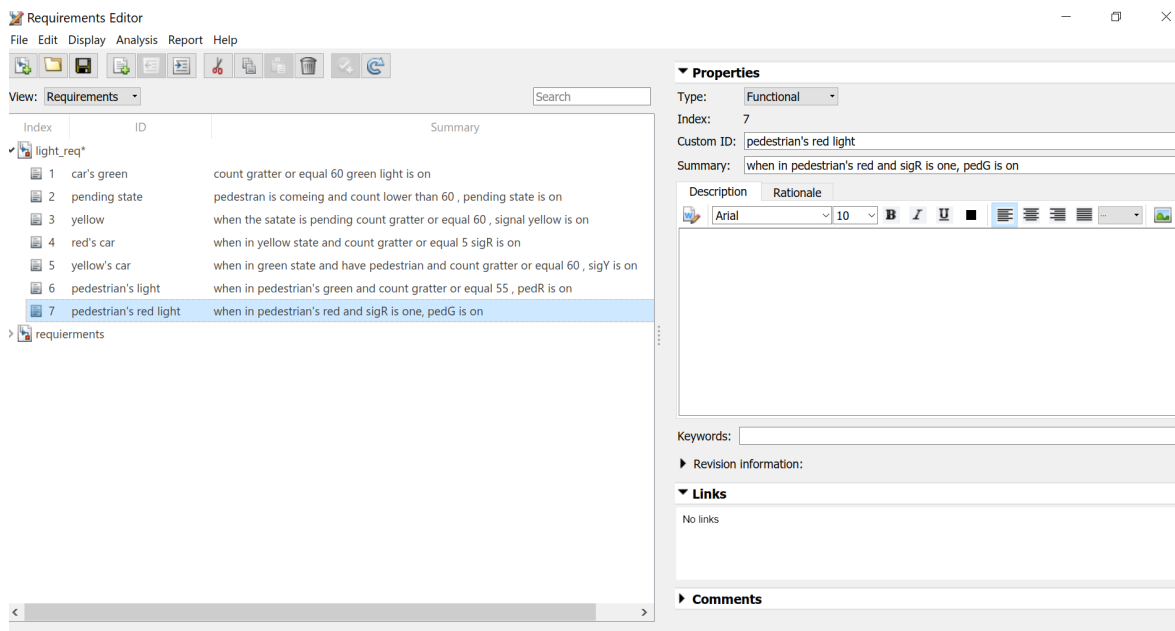 Requirements Editor
File Edit Display Analysis Report Help
View: Requirements
Search
Index ID Summary
light_req*
1 car's green count gratter or equal 60 green light is on
2 pending state pedestran is comeing and count lower than 60 , pending state is on
3 yellow when the satate is pending count gratter or equal 60 , signal yellow is on
4 red's car when in yellow state and count gratter or equal 5 sigR is on
5 yellow's car when in green state and have pedestrian and count gratter or equal 60 , sigY is on
6 pedestrian's light when in pedestrian's green and count gratter or equal 55 , pedR is on
7 pedestrian's red light when in pedestrian's red and sigR is one, pedG is on
requierments
Properties
Type: Functional
Index: 7
Custom ID: pedestrian's red light
Summary: when in pedestrian's red and sigR is one, pedG is on
Description Rationale
Arial 10 B I U
Keywords:
Revision information:
Links
No links
Comments